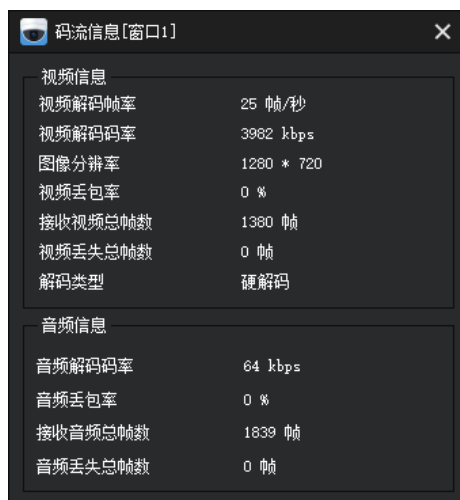 码流信息[窗口1]
视频信息
视频解码帧率 25 帧/秒
视频解码码率 3982 kbps
图像分辨率 1280 * 720
视频丢包率 0 %
接收视频总帧数 1380 帧
视频丢失总帧数 0 帧
解码类型 硬解码
音频信息
音频解码码率 64 kbps
音频丢包率 0 %
接收音频总帧数 1839 帧
音频丢失总帧数 0 帧